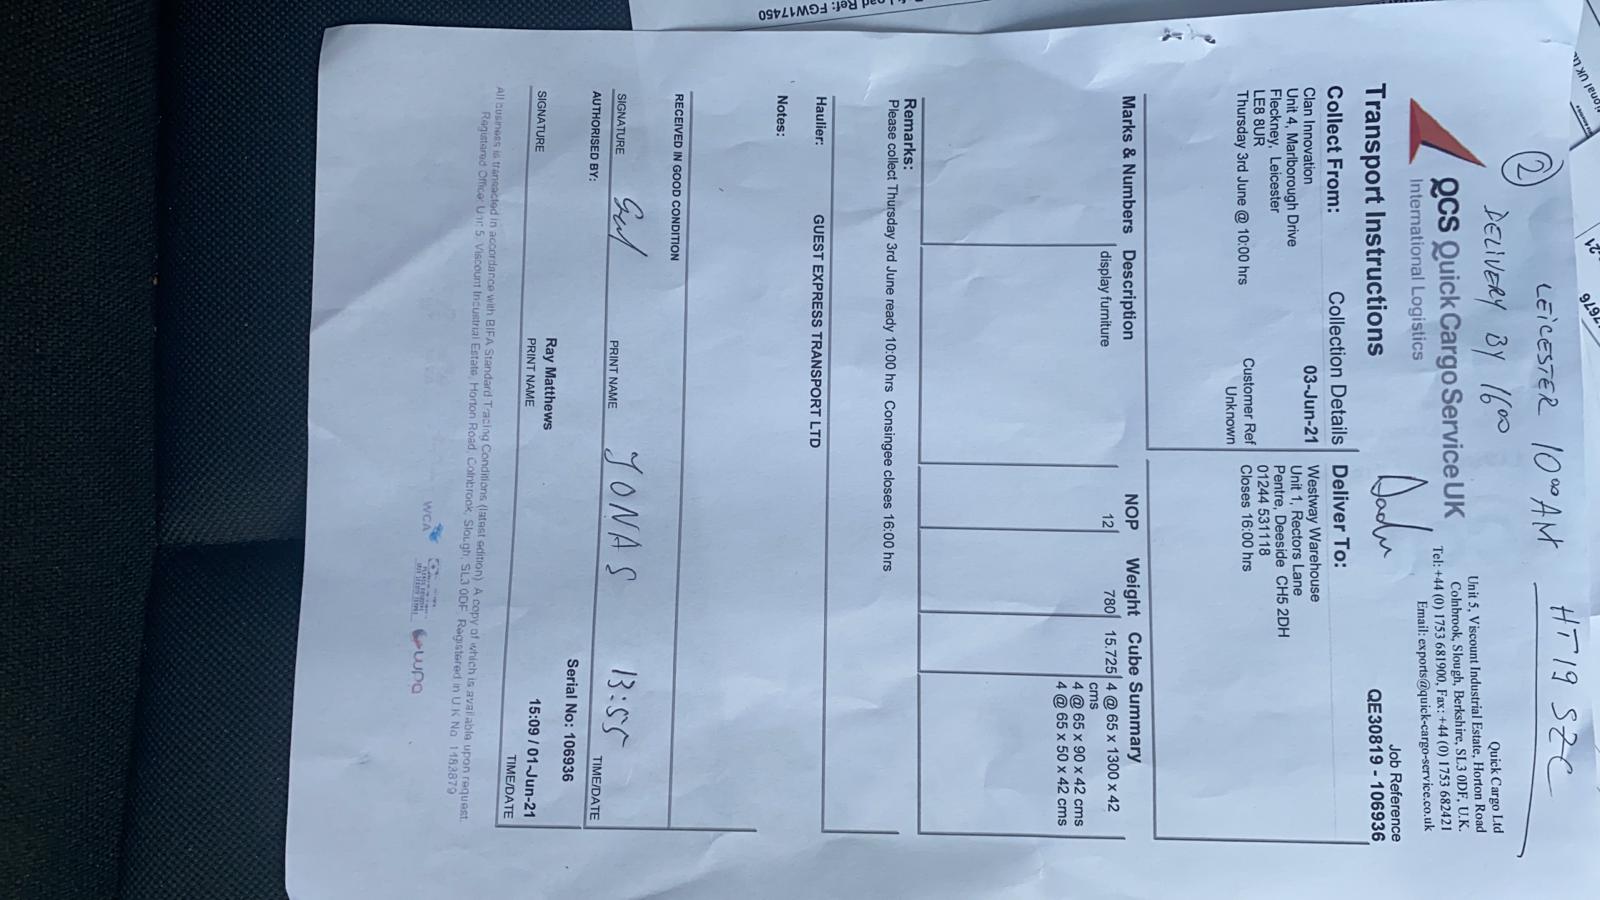 ② LEICESTER 10⁰⁰ AM HT19 SZC
DELIVERY BY 16⁰⁰
QCS QuickCargoServiceUK
International Logistics
Quick Cargo Ltd
Unit 5, Viscount Industrial Estate, Horton Road
Colnbrook, Slough, Berkshire, SL3 0DF, U.K.
Tel: +44 (0) 1753 681900, Fax: +44 (0) 1753 682421
Email: exports@quick-cargo-service.co.uk
Transport Instructions
Job Reference
QE30819 - 106936
Collect From: Collection Details
Clan Innovation
Unit 4, Marlborough Drive
Fleckney, Leicester
LE8 8UR
Thursday 3rd June @ 10:00 hrs
03-Jun-21
Customer Ref
Unknown
Deliver To:
Westway Warehouse
Unit 1, Rectors Lane
Pentre, Deeside CH5 2DH
01244 531118
Closes 16:00 hrs
Marks & Numbers Description NOP Weight Cube Summary
display furniture 12 780 15.725 4 @ 65 x 1300 x 42
cms
4 @ 65 x 90 x 42 cms
4 @ 65 x 50 x 42 cms
Remarks:
Please collect Thursday 3rd June ready 10:00 hrs Consingee closes 16:00 hrs
Haulier: GUEST EXPRESS TRANSPORT LTD
Notes:
RECEIVED IN GOOD CONDITION
SIGNATURE PRINT NAME JONAS 13:55 TIME/DATE
AUTHORISED BY:
Serial No: 106936
Ray Matthews 15:09 / 01-Jun-21
SIGNATURE PRINT NAME TIME/DATE
All business is transacted in accordance with BIFA Standard Trading Conditions (latest edition) A copy of which is available upon request.
Registered Office: Unit 5, Viscount Industrial Estate, Horton Road, Colnbrook, Slough, SL3 0DF Registered in U K No. 1182879
WCA
wpa
Load Ref: FGW17450